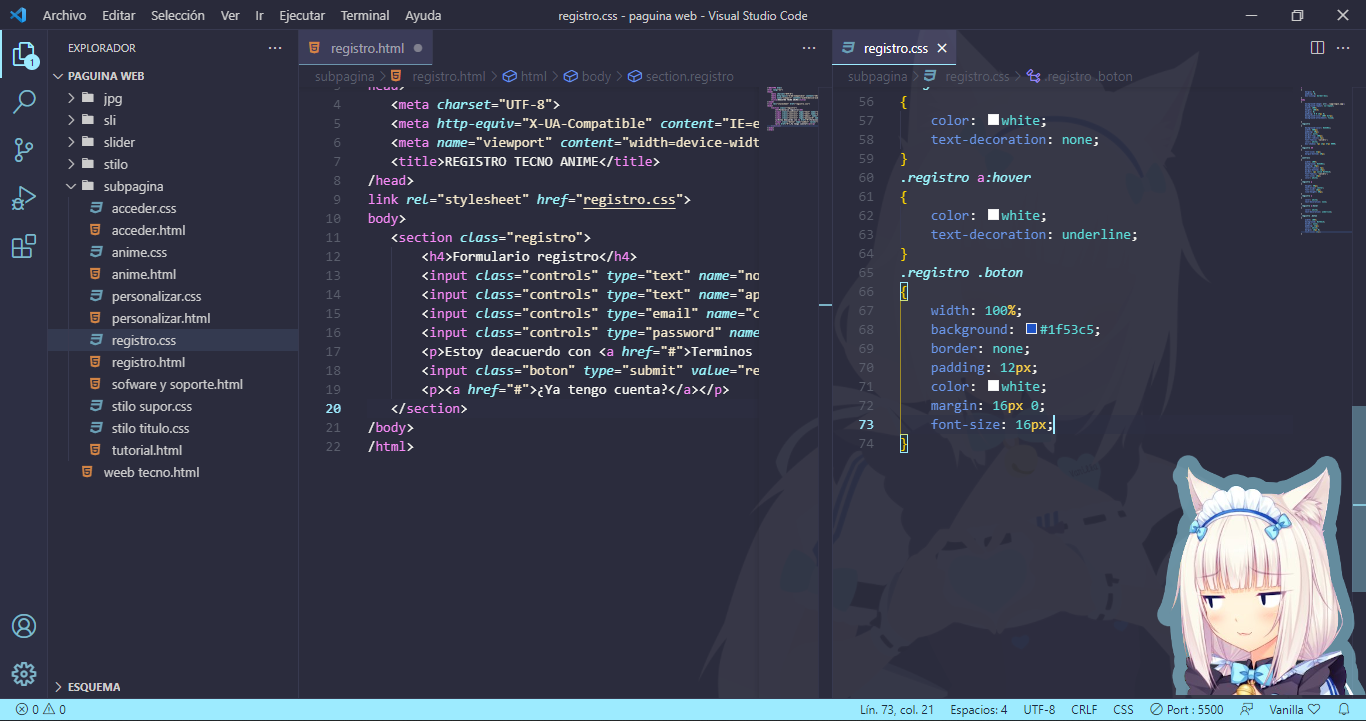 Archivo Editar Selección Ver Ir Ejecutar Terminal Ayuda
registro.css - paguina web - Visual Studio Code
EXPLORADOR
PAGUINA WEB
jpg
sli
slider
stilo
subpagina
acceder.css
acceder.html
anime.css
anime.html
personalizar.css
personalizar.html
registro.css
registro.html
sofware y soporte.html
stilo supor.css
stilo titulo.css
tutorial.html
weeb tecno.html
ESQUEMA
1
registro.html
subpagina > registro.html > html > body > section.registro
4 <meta charset="UTF-8">
5 <meta http-equiv="X-UA-Compatible" content="IE=e
6 <meta name="viewport" content="width=device-widt
7 <title>REGISTRO TECNO ANIME</title>
8 /head>
9 link rel="stylesheet" href="registro.css">
10 body>
11 <section class="registro">
12 <h4>Formulario registro</h4>
13 <input class="controls" type="text" name="no
14 <input class="controls" type="text" name="ap
15 <input class="controls" type="email" name="c
16 <input class="controls" type="password" name
17 <p>Estoy deacuerdo con <a href="#">Terminos
18 <input class="boton" type="submit" value="re
19 <p><a href="#">¿Ya tengo cuenta?</a></p>
20 </section>
21 /body>
22 /html>
registro.css
subpagina > registro.css > .registro .boton
56 {
57 color: white;
58 text-decoration: none;
59 }
60 .registro a:hover
61 {
62 color: white;
63 text-decoration: underline;
64 }
65 .registro .boton
66 {
67 width: 100%;
68 background: #1f53c5;
69 border: none;
70 padding: 12px;
71 color: white;
72 margin: 16px 0;
73 font-size: 16px;
74 }
0 0
Lín. 73, col. 21 Espacios: 4 UTF-8 CRLF CSS Port : 5500 Vanilla